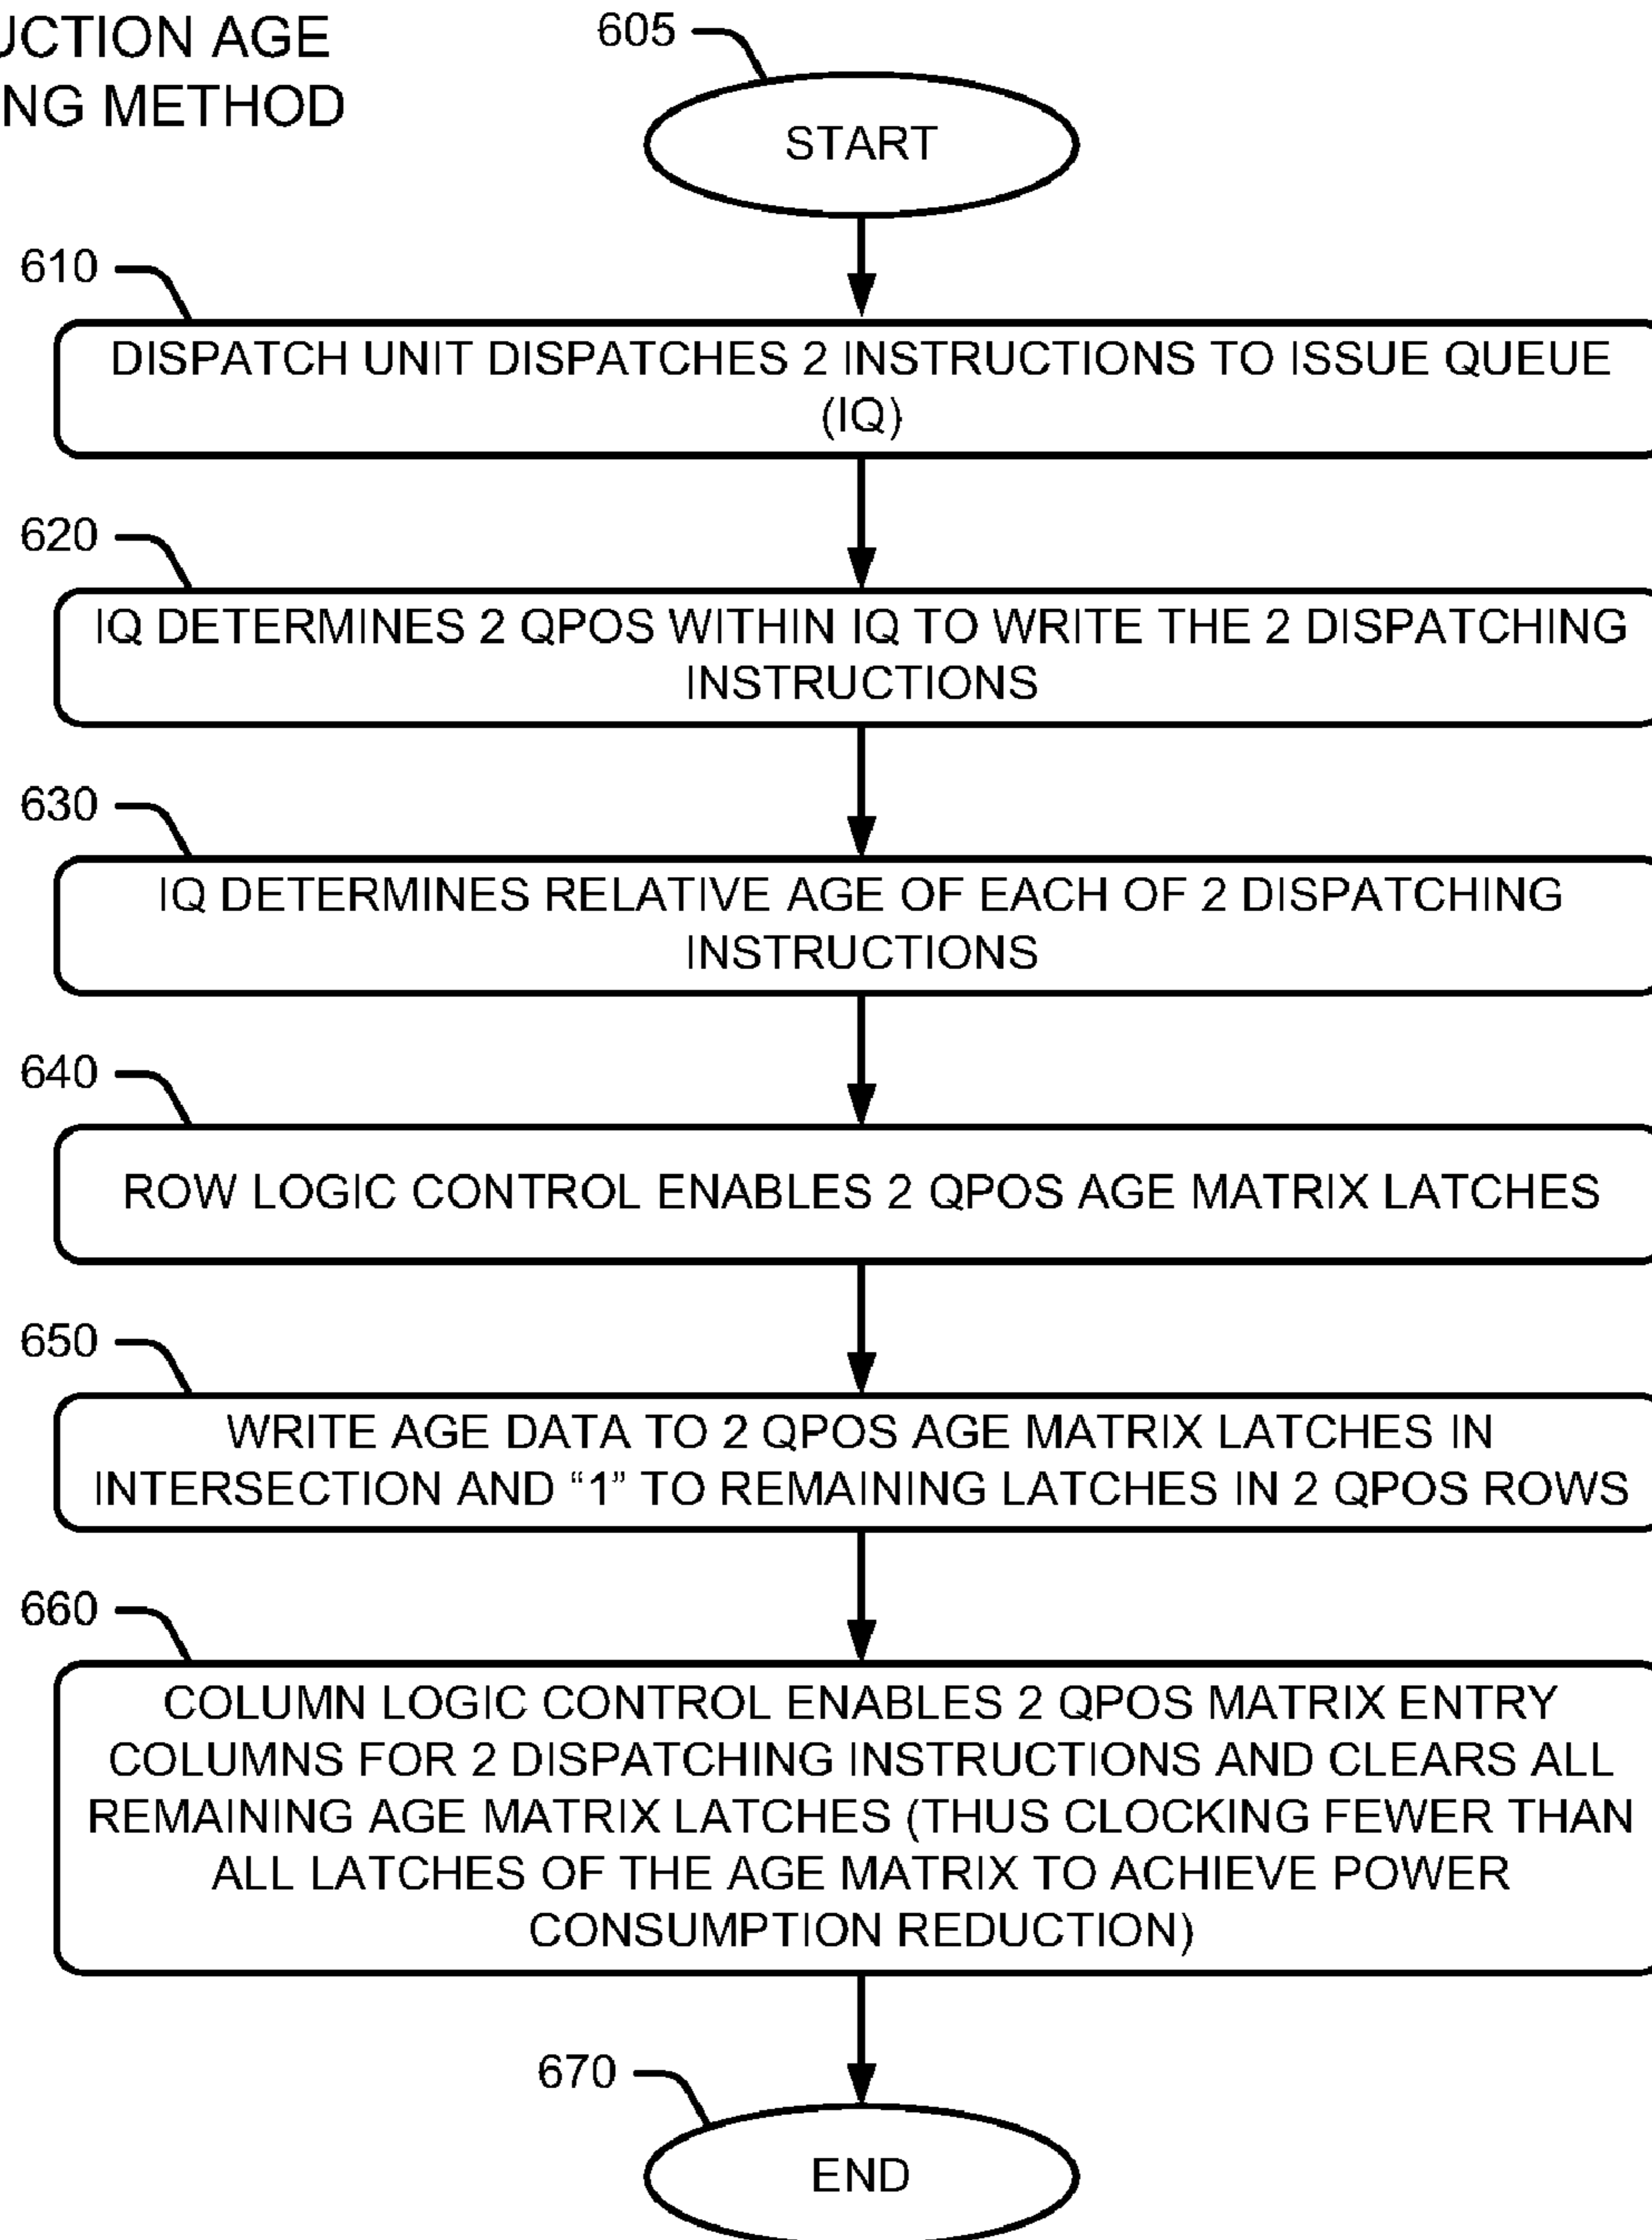 UCTION AGE
NG METHOD
605
START
610
DISPATCH UNIT DISPATCHES 2 INSTRUCTIONS TO ISSUE QUEUE
(IQ)
620
IQ DETERMINES 2 QPOS WITHIN IQ TO WRITE THE 2 DISPATCHING
INSTRUCTIONS
630
IQ DETERMINES RELATIVE AGE OF EACH OF 2 DISPATCHING
INSTRUCTIONS
640
ROW LOGIC CONTROL ENABLES 2 QPOS AGE MATRIX LATCHES
650
WRITE AGE DATA TO 2 QPOS AGE MATRIX LATCHES IN
INTERSECTION AND “1” TO REMAINING LATCHES IN 2 QPOS ROWS
660
COLUMN LOGIC CONTROL ENABLES 2 QPOS MATRIX ENTRY
COLUMNS FOR 2 DISPATCHING INSTRUCTIONS AND CLEARS ALL
REMAINING AGE MATRIX LATCHES (THUS CLOCKING FEWER THAN
ALL LATCHES OF THE AGE MATRIX TO ACHIEVE POWER
CONSUMPTION REDUCTION)
670
END